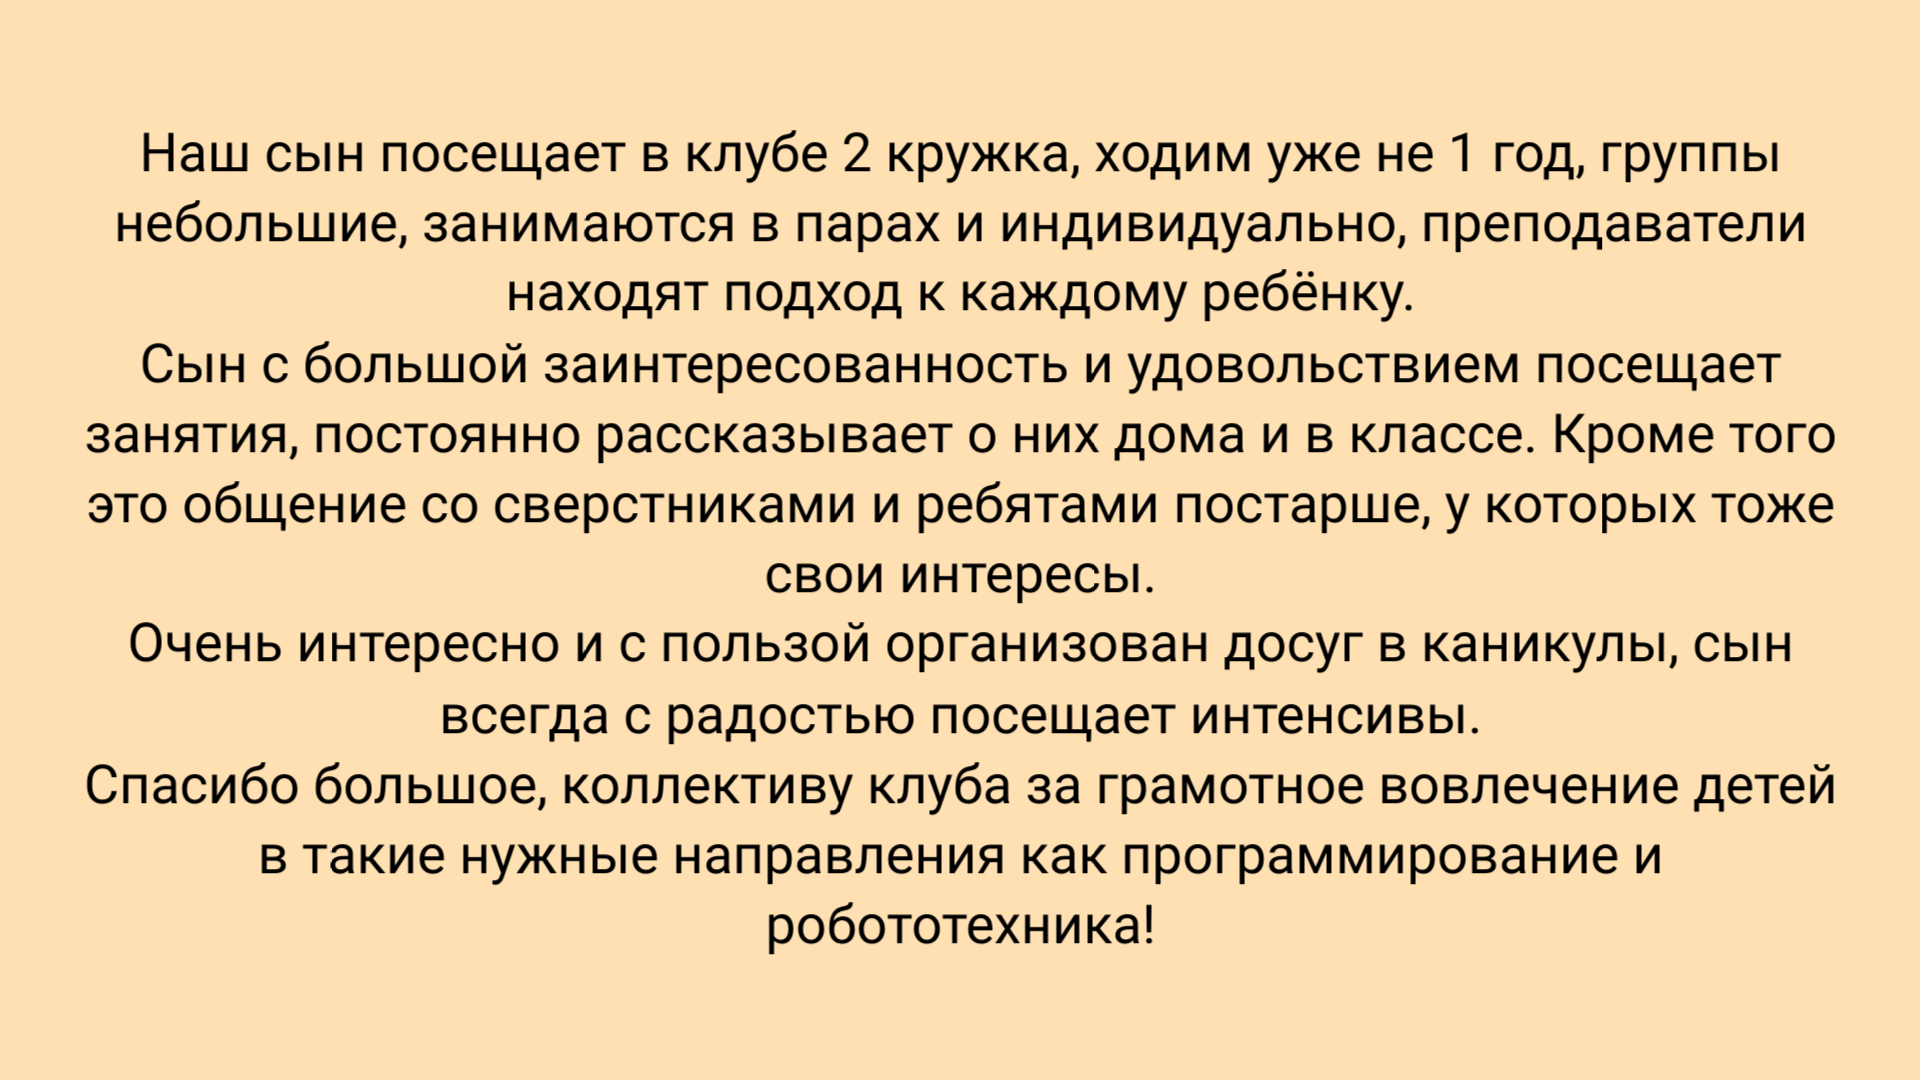 Наш сын посещает в клубе 2 кружка, ходим уже не 1 год, группы
небольшие, занимаются в парах и индивидуально, преподаватели
находят подход к каждому ребёнку.
Сын с большой заинтересованность и удовольствием посещает
занятия, постоянно рассказывает о них дома и в классе. Кроме того
это общение со сверстниками и ребятами постарше, у которых тоже
свои интересы.
Очень интересно и с пользой организован досуг в каникулы, сын
всегда с радостью посещает интенсивы.
Спасибо большое, коллективу клуба за грамотное вовлечение детей
в такие нужные направления как программирование и
робототехника!